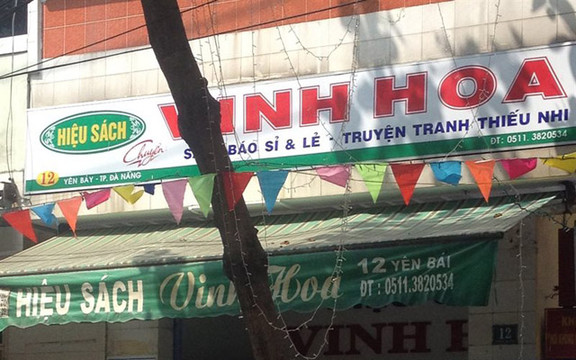 HIỆU SÁCH
VINH HOA
Chuyên
BÁO SỈ & LẺ - TRUYỆN TRANH THIẾU NHI
12 YÊN BÁY - TP. ĐÀ NẴNG
ĐT: 0511.3820534
HIỆU SÁCH Vinh Hoa 12 YÊN BÁI
ĐT : 0511.3820534
VINH
12